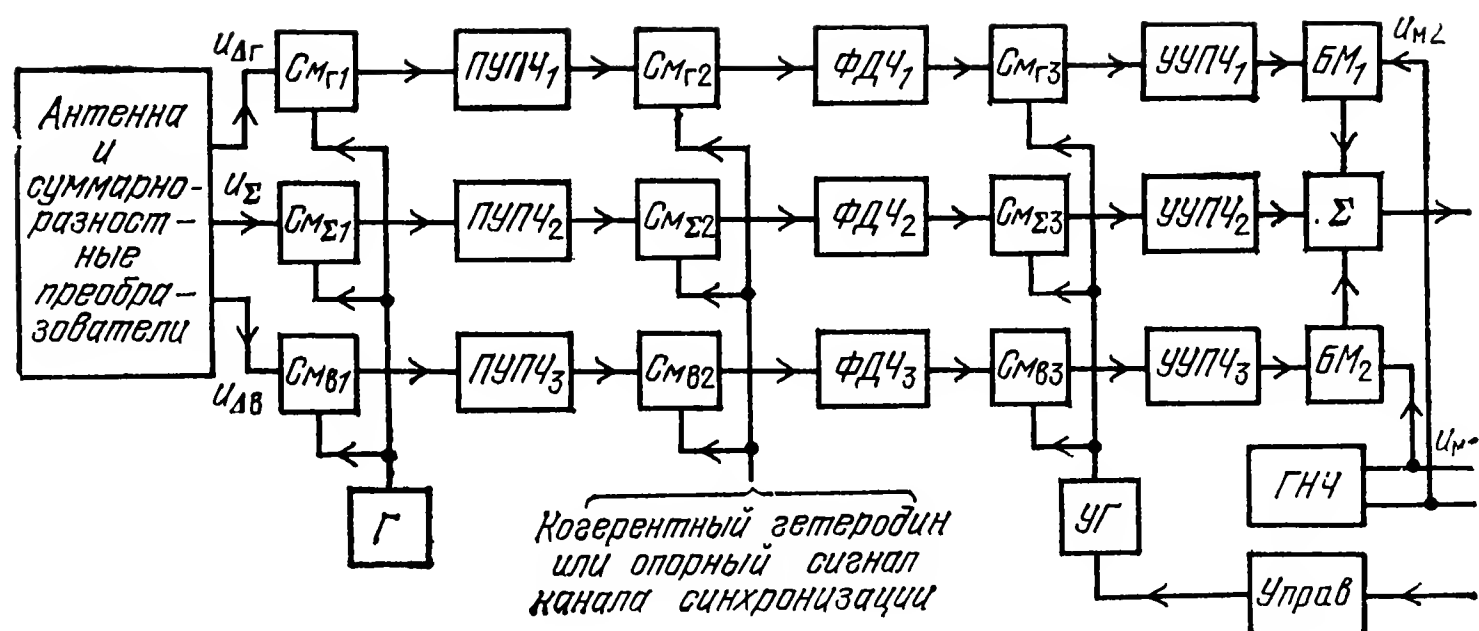 u_Δг
См_г1
ПУПЧ_1
См_г2
ФДЧ_1
См_г3
УУПЧ_1
БМ_1
Антенна
и
суммарно-
разност-
ные
преобра-
зователи
u_Σ
См_Σ1
ПУПЧ_2
См_Σ2
ФДЧ_2
См_Σ3
УУПЧ_2
Σ
u_Δв
См_в1
ПУПЧ_3
См_в2
ФДЧ_3
См_в3
УУПЧ_3
БМ_2
Г
Когерентный гетеродин
или опорный сигнал
канала синхронизации
УГ
ГНЧ
Управ